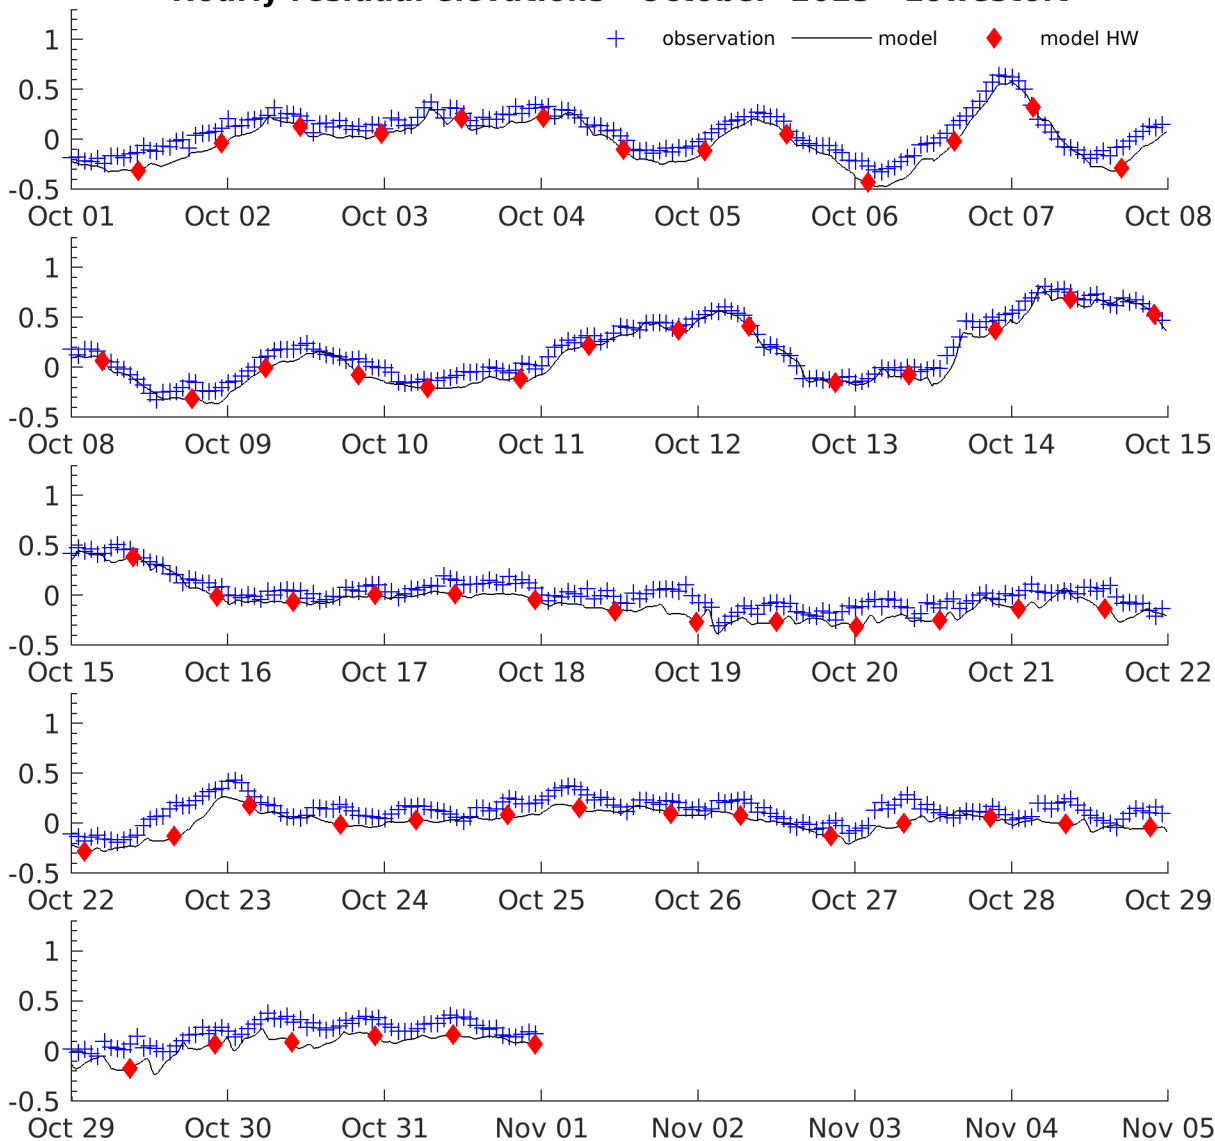 Hourly residual elevations October Lowestoft
observation model model HW
1
0.5
0
-0.5
Oct 01 Oct 02 Oct 03 Oct 04 Oct 05 Oct 06 Oct 07 Oct 08
1
0.5
0
-0.5
Oct 08 Oct 09 Oct 10 Oct 11 Oct 12 Oct 13 Oct 14 Oct 15
1
0.5
0
-0.5
Oct 15 Oct 16 Oct 17 Oct 18 Oct 19 Oct 20 Oct 21 Oct 22
1
0.5
0
-0.5
Oct 22 Oct 23 Oct 24 Oct 25 Oct 26 Oct 27 Oct 28 Oct 29
1
0.5
0
-0.5
Oct 29 Oct 30 Oct 31 Nov 01 Nov 02 Nov 03 Nov 04 Nov 05